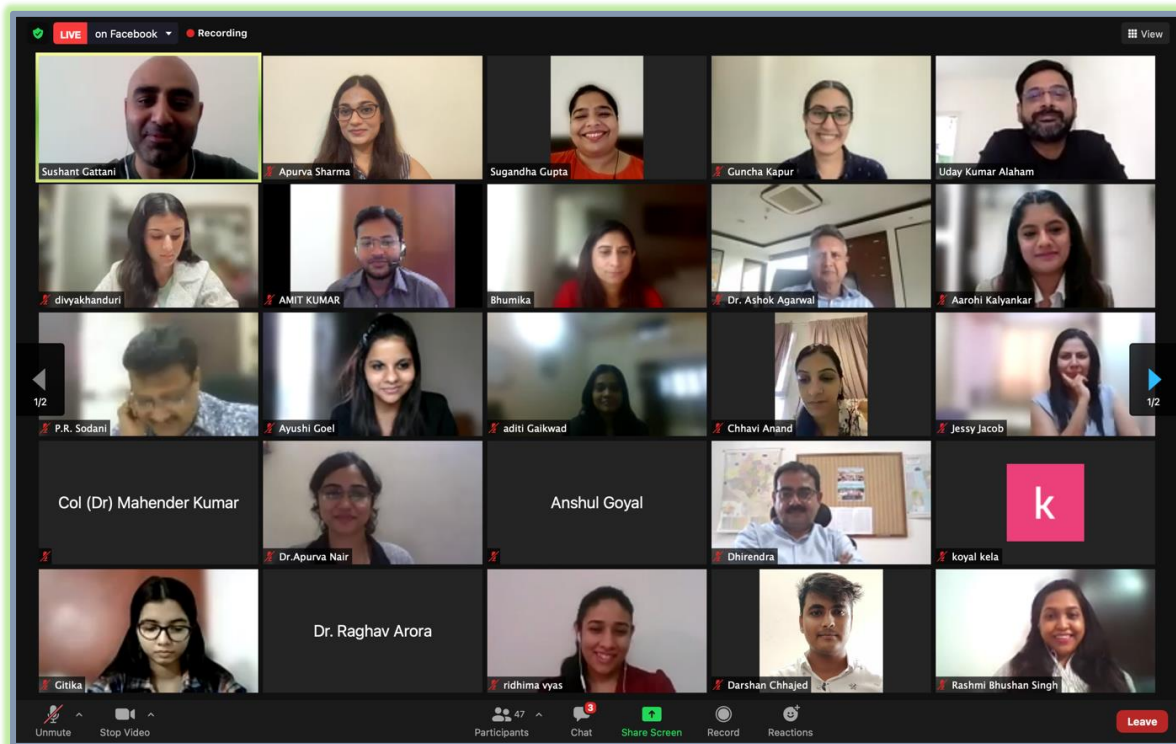 LIVE on Facebook Recording View
Sushant Gattani Apurva Sharma Sugandha Gupta Guncha Kapur Uday Kumar Alaham
divyakhanduri AMIT KUMAR Bhumika Dr. Ashok Agarwal Aarohi Kalyankar
1/2 1/2
P.R. Sodani Ayushi Goel aditi Gaikwad Chhavi Anand Jessy Jacob
Col (Dr) Mahender Kumar Anshul Goyal k
Dr.Apurva Nair Dhirendra koyal kela
Dr. Raghav Arora
Gitika ridhima vyas Darshan Chhajed Rashmi Bhushan Singh
47 3
Unmute Stop Video Participants Chat Share Screen Record Reactions Leave